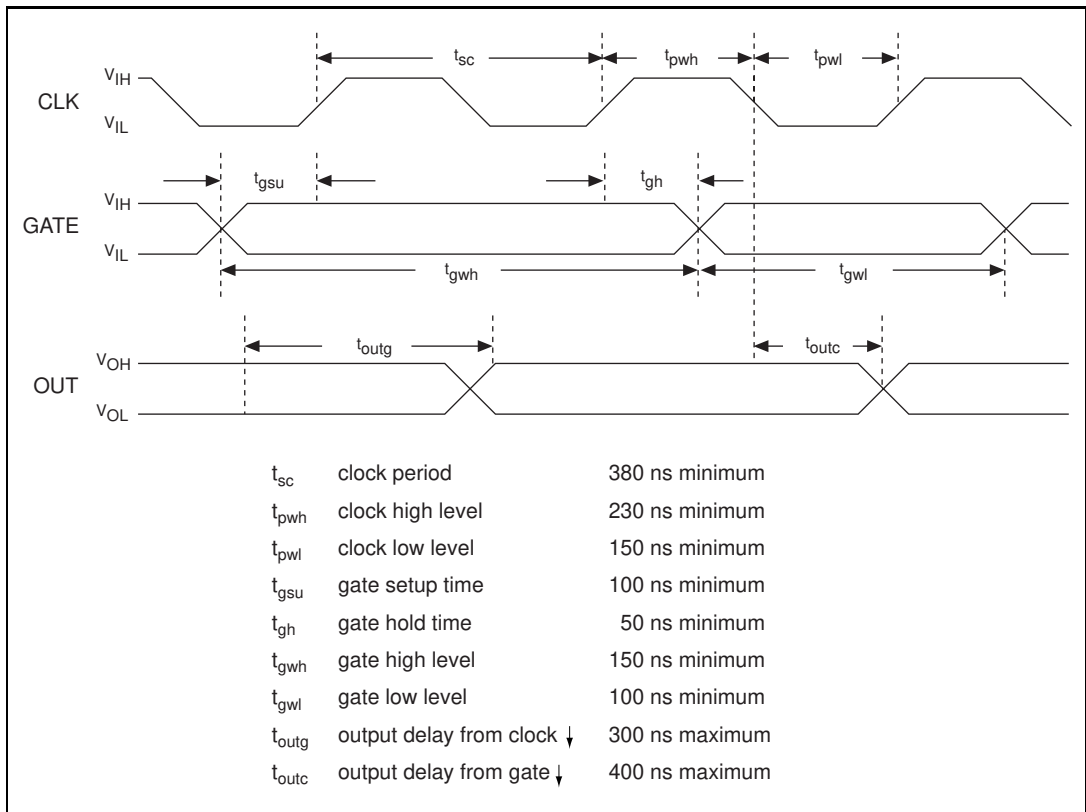 t_sc t_pwh t_pwl
V_IH
CLK
V_IL
t_gsu t_gh
V_IH
GATE
V_IL
t_gwh t_gwl
t_outg t_outc
V_OH
OUT
V_OL
t_sc clock period 380 ns minimum
t_pwh clock high level 230 ns minimum
t_pwl clock low level 150 ns minimum
t_gsu gate setup time 100 ns minimum
t_gh gate hold time 50 ns minimum
t_gwh gate high level 150 ns minimum
t_gwl gate low level 100 ns minimum
t_outg output delay from clock ↓ 300 ns maximum
t_outc output delay from gate ↓ 400 ns maximum